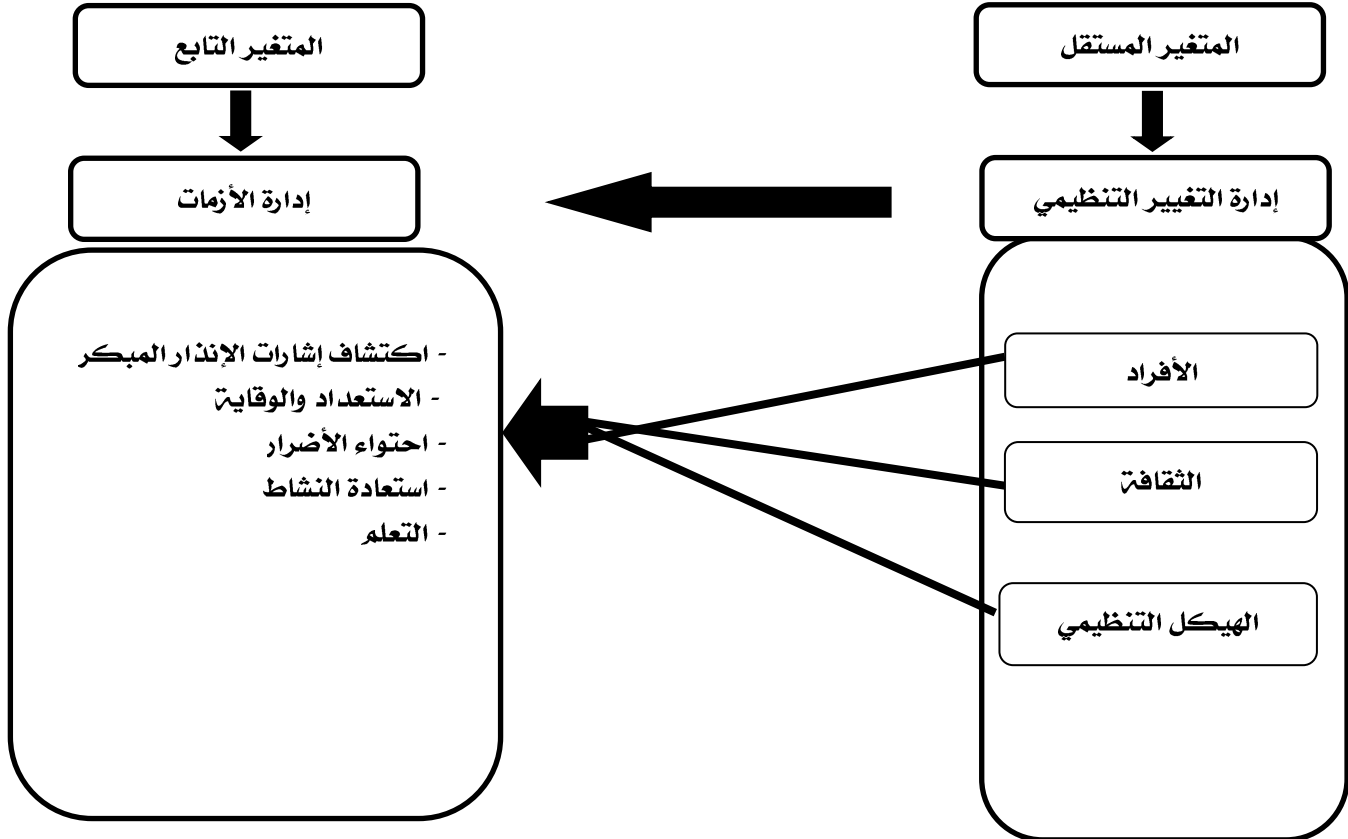 المتغير المستقل
المتغير التابع
إدارة التغيير التنظيمي
إدارة الأزمات
الأفراد
الثقافة
الهيكل التنظيمي
- اكتشاف إشارات الإنذار المبكر
- الاستعداد والوقاية
- احتواء الأضرار
- استعادة النشاط
- التعلم